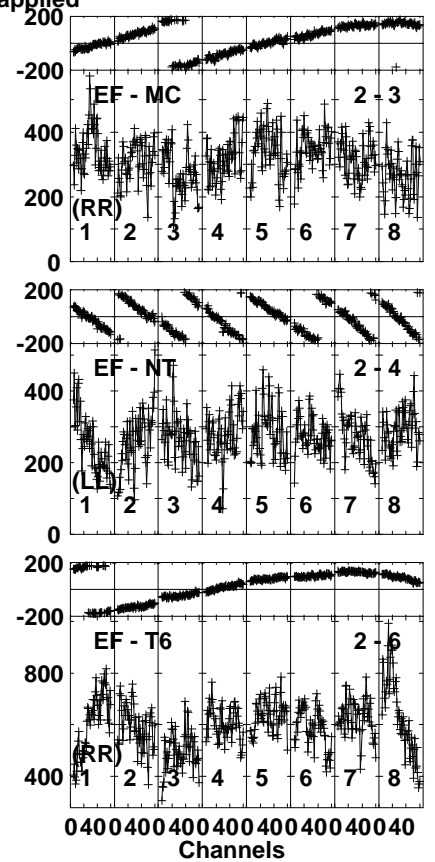 applied
200
-200
EF - MC 2 - 3
400
200
(RR)
1 2 3 4 5 6 7 8
0
200
-200
EF - NT 2 - 4
400
200
(LL)
1 2 3 4 5 6 7 8
0
200
-200
EF - T6 2 - 6
800
(RR)
400 1 2 3 4 5 6 7 8
0 40 0 40 0 40 0 40 0 40 0 40 0 40 0
Channels